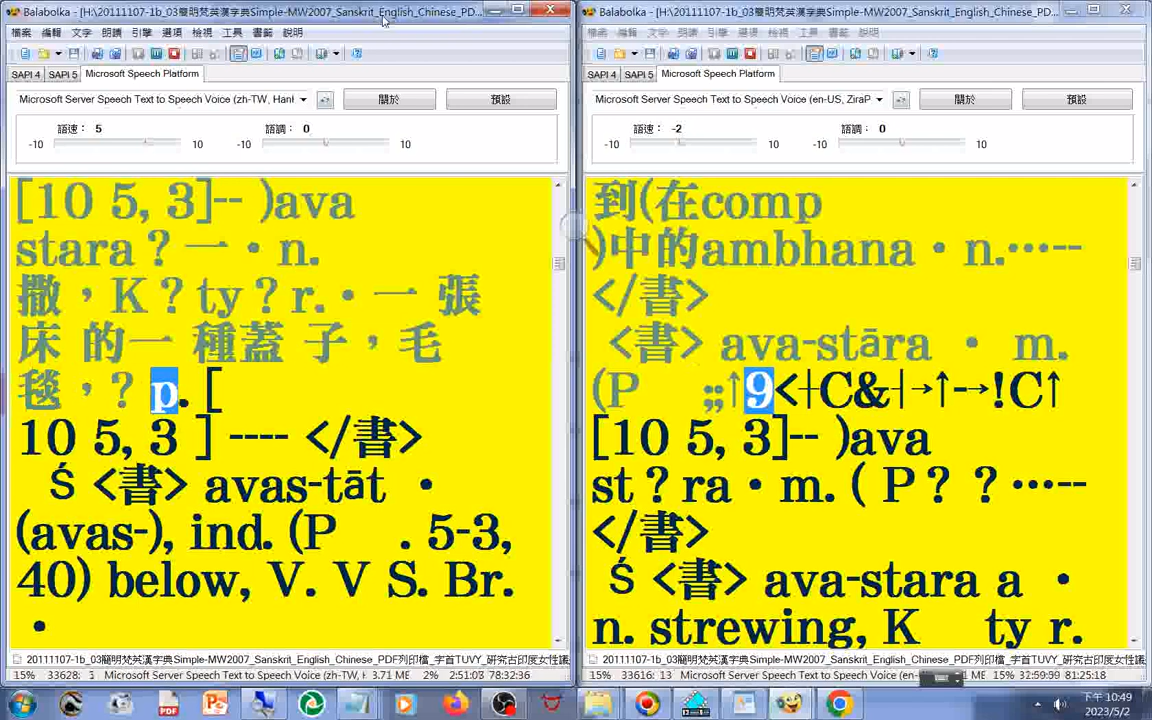 Balabolka - [H:\20111107-1b_03簡明梵英漢字典Simple-MW2007_Sanskrit_English_Chinese_PD...
檔案 編輯 文字 朗讀 引擎 選項 檢視 工具 書籤 說明
SAPI 4 SAPI 5 Microsoft Speech Platform
Microsoft Server Speech Text to Speech Voice (zh-TW, Hanl
關於 預設
語速： 5 語調： 0
-10 10 -10 10
[10 5, 3]-- )ava
stara？一・n.
撒，K？ty？r.・一 張
床 的一 種蓋 子，毛
毯，？ p. [
10 5, 3 ] ---- </書>
Ś <書> avas-tāt ・
(avas-), ind. (P . 5-3,
40) below, V. V S. Br.
・
20111107-1b_03簡明梵英漢字典Simple-MW2007_Sanskrit_English_Chinese_PDF列印檔_字首TUVY_研究古印度女性議
15% 33628: Microsoft Server Speech Text to Speech Voice (zh-TW, H 3.71 ME 2% 2:51:03 78:32:36
Balabolka - [H:\20111107-1b_03簡明梵英漢字典Simple-MW2007_Sanskrit_English_Chinese_PD...
檔案 編輯 文字 朗讀 引擎 選項 檢視 工具 書籤 說明
SAPI 4 SAPI 5 Microsoft Speech Platform
Microsoft Server Speech Text to Speech Voice (en-US, ZiraP
關於 預設
語速： -2 語調： 0
-10 10 -10 10
到(在comp
)中的ambhana・n.…--
</書>
<書> ava-stāra ・ m.
(P ;;↑9<┼C&┤→↑-→!C↑
[10 5, 3]-- )ava
st？ra・m. ( P？？…--
</書>
Ś <書> ava-stara a ・
n. strewing, K ty r.
20111107-1b_03簡明梵英漢字典Simple-MW2007_Sanskrit_English_Chinese_PDF列印檔_字首TUVY_研究古印度女性議
15% 33616: 13 Microsoft Server Speech Text to Speech Voice 15% 32:59:59 81:25:18
下午 10:49
2023/5/2